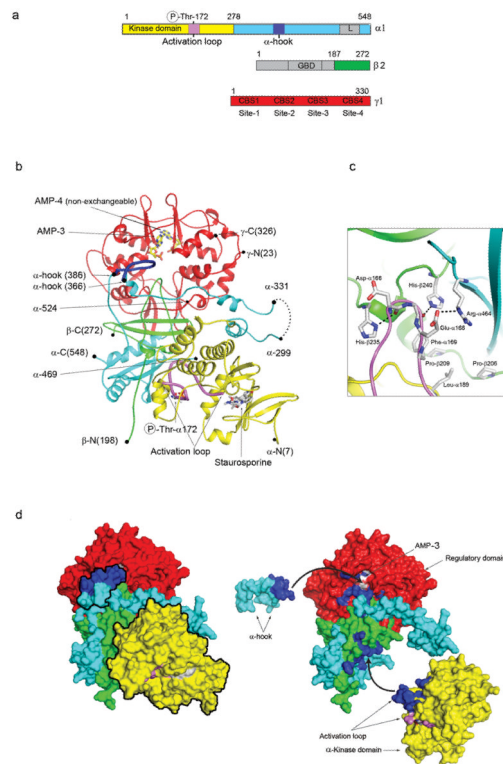 a
1 278 548
Kinase domain P-Thr-172 L α1
Activation loop α-hook
1 187 272
GBD β2
1 330
CBS1 CBS2 CBS3 CBS4 γ1
Site-1 Site-2 Site-3 Site-4
b
AMP-4 (non-exchangeable)
AMP-3
α-hook (386)
α-hook (366)
α-524
β-C(272)
α-C(548)
α-469
β-N(198)
γ-C(326)
γ-N(23)
α-331
α-299
P-Thr-α172
Activation loop
α-N(7)
Staurosporine
c
Asp-α166
His-β240
Arg-α464
Glu-α168
His-β235
Phe-α169
Pro-β209
Pro-β206
Leu-α189
d
AMP-3
Regulatory domain
α-hook
Activation loop
α-Kinase domain